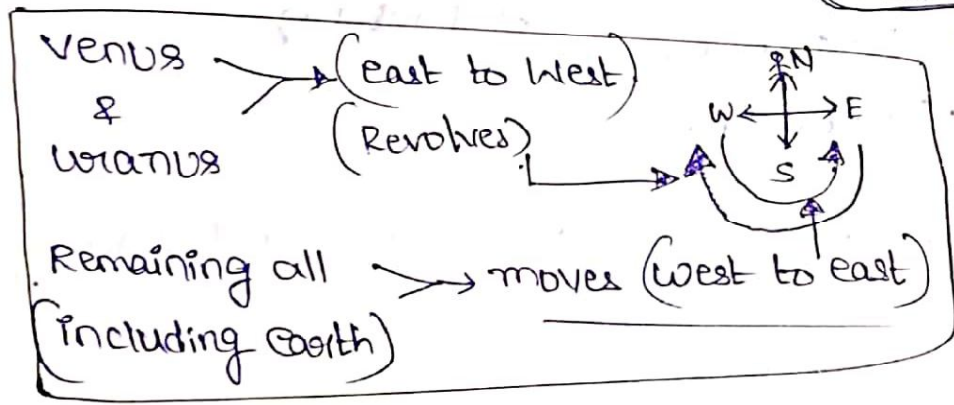 Venus
&
Uranus
(east to West)
(Revolves)
N
W E
S
Remaining all
(including earth)
moves (west to east)